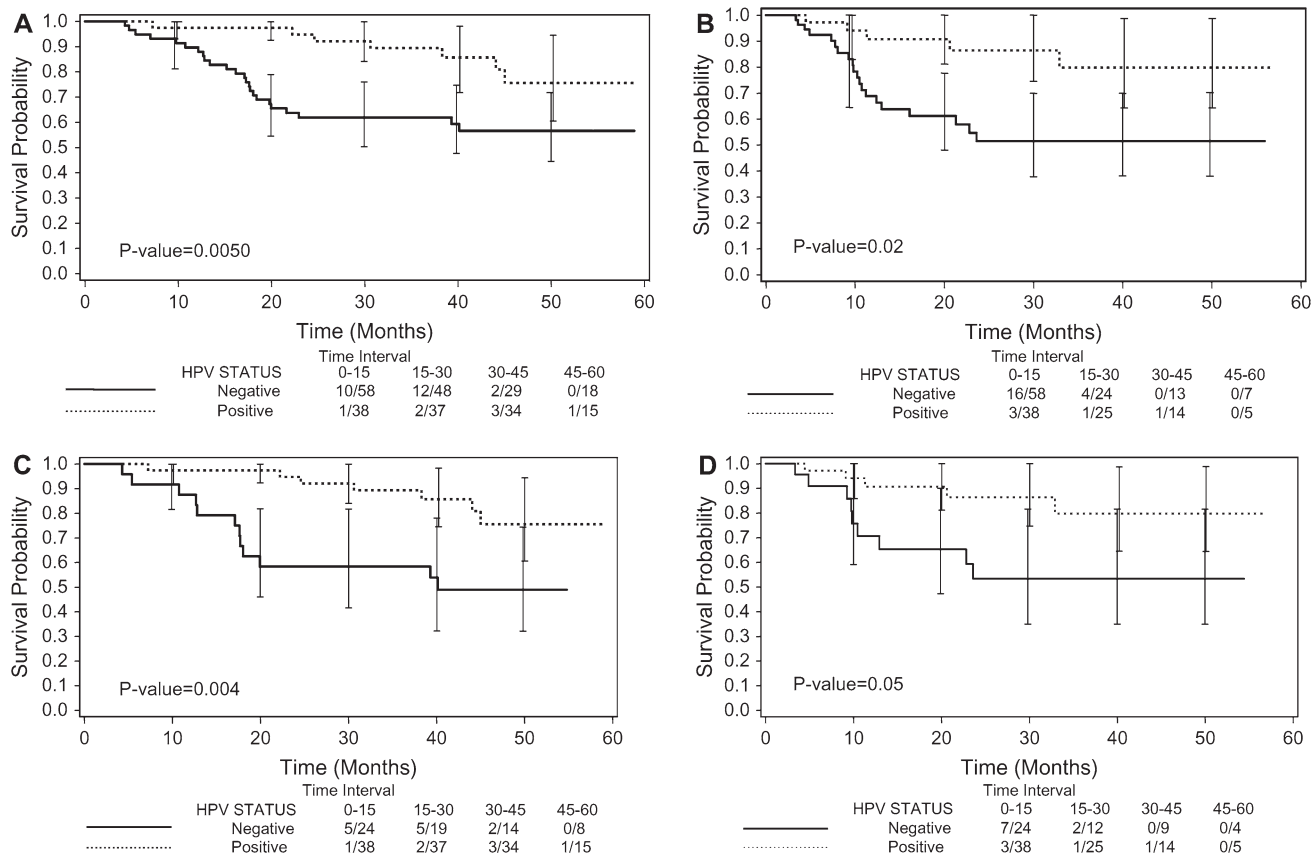 A
Survival Probability
1.0
0.9
0.8
0.7
0.6
0.5
0.4
0.3
0.2
0.1
0.0
P-value=0.0050
0 10 20 30 40 50 60
Time (Months)
Time Interval
HPV STATUS 0-15 15-30 30-45 45-60
Negative 10/58 12/48 2/29 0/18
Positive 1/38 2/37 3/34 1/15
B
Survival Probability
1.0
0.9
0.8
0.7
0.6
0.5
0.4
0.3
0.2
0.1
0.0
P-value=0.02
0 10 20 30 40 50 60
Time (Months)
Time Interval
HPV STATUS 0-15 15-30 30-45 45-60
Negative 16/58 4/24 0/13 0/7
Positive 3/38 1/25 1/14 0/5
C
Survival Probability
1.0
0.9
0.8
0.7
0.6
0.5
0.4
0.3
0.2
0.1
0.0
P-value=0.004
0 10 20 30 40 50 60
Time (Months)
Time Interval
HPV STATUS 0-15 15-30 30-45 45-60
Negative 5/24 5/19 2/14 0/8
Positive 1/38 2/37 3/34 1/15
D
Survival Probability
1.0
0.9
0.8
0.7
0.6
0.5
0.4
0.3
0.2
0.1
0.0
P-value=0.05
0 10 20 30 40 50 60
Time (Months)
Time Interval
HPV STATUS 0-15 15-30 30-45 45-60
Negative 7/24 2/12 0/9 0/4
Positive 3/38 1/25 1/14 0/5